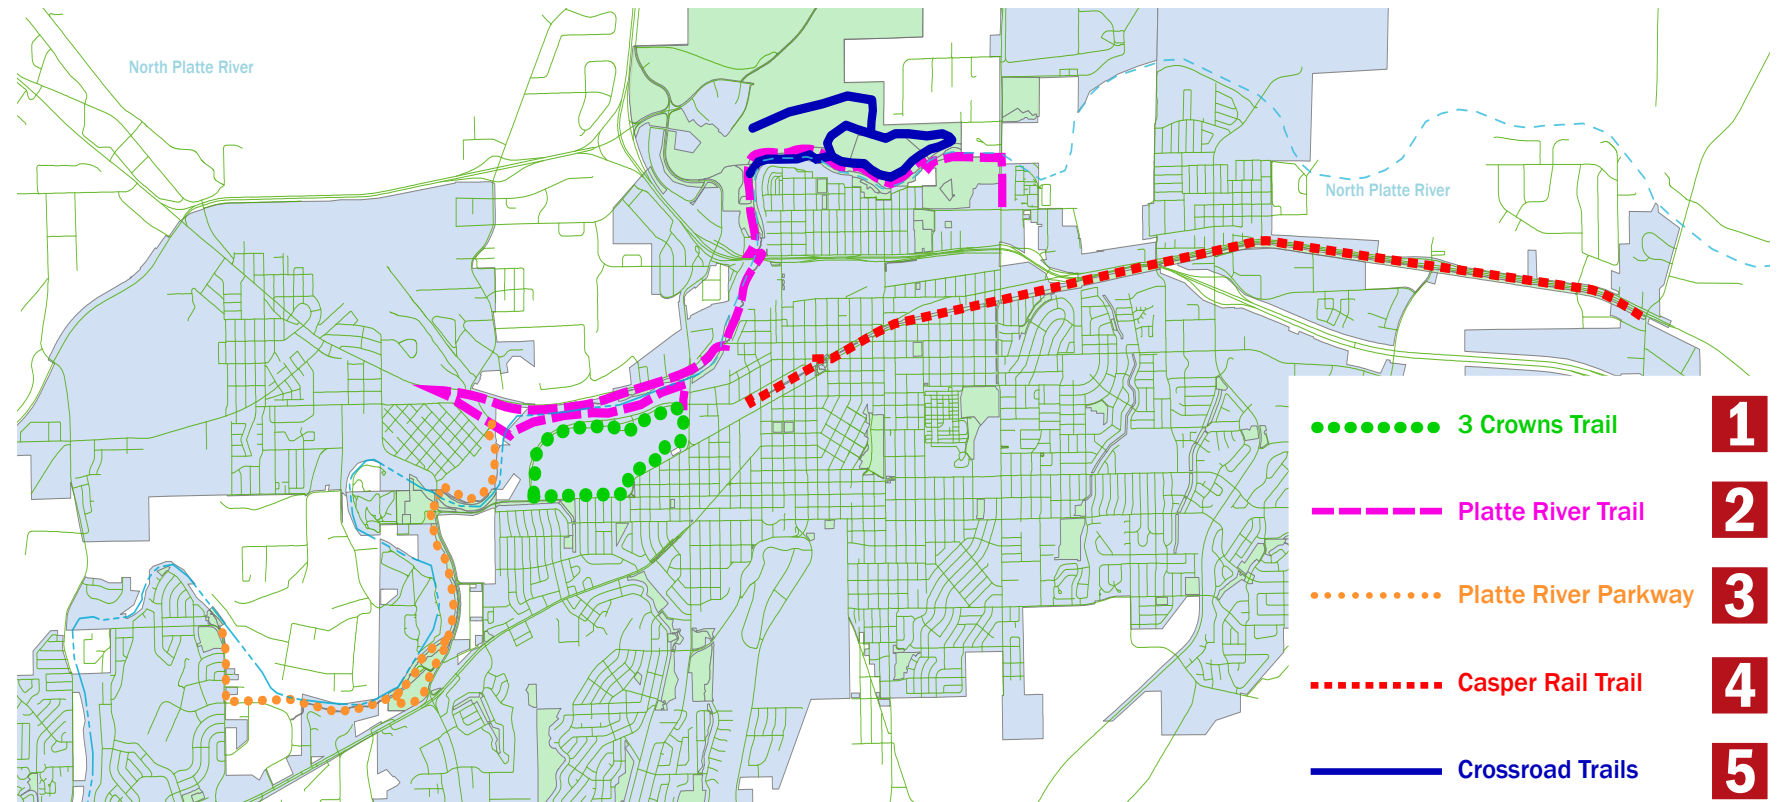 North Platte River
North Platte River
3 Crowns Trail 1
Platte River Trail 2
Platte River Parkway 3
Casper Rail Trail 4
Crossroad Trails 5